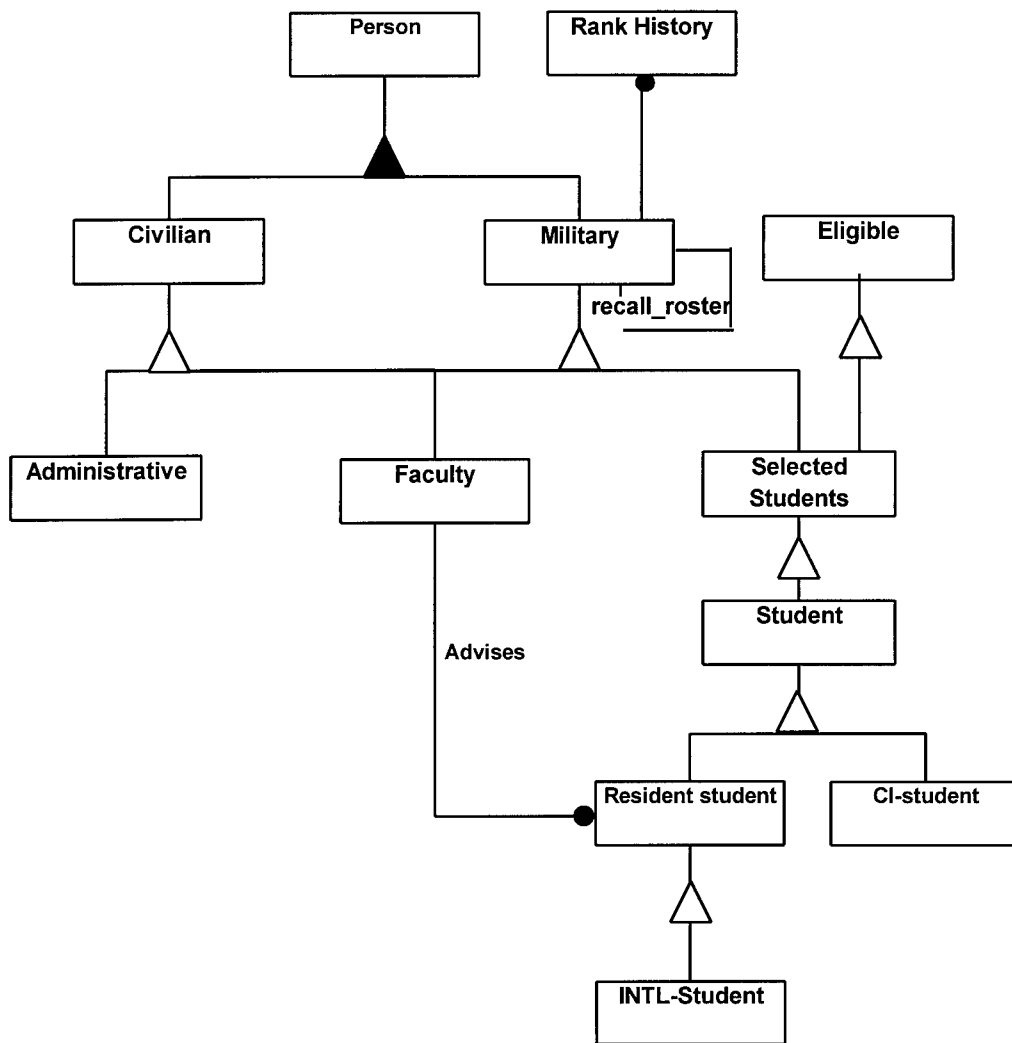 Person
Rank History
Civilian
Military
Eligible
recall_roster
Administrative
Faculty
Selected
Students
Student
Advises
Resident student
CI-student
INTL-Student